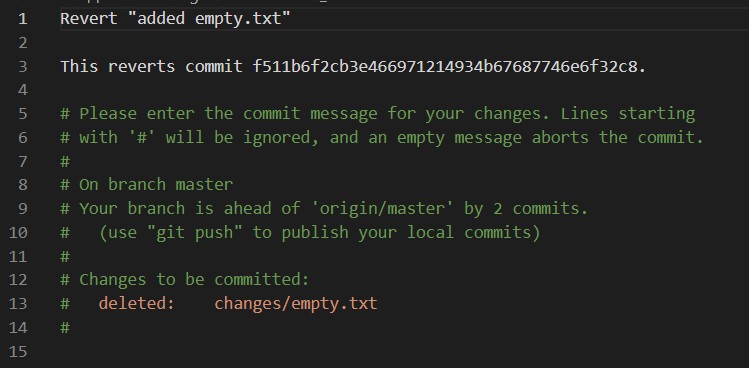 1 Revert "added empty.txt"
2
3 This reverts commit f511b6f2cb3e466971214934b67687746e6f32c8.
4
5 # Please enter the commit message for your changes. Lines starting
6 # with '#' will be ignored, and an empty message aborts the commit.
7 #
8 # On branch master
9 # Your branch is ahead of 'origin/master' by 2 commits.
10 #   (use "git push" to publish your local commits)
11 #
12 # Changes to be committed:
13 #   deleted:    changes/empty.txt
14 #
15